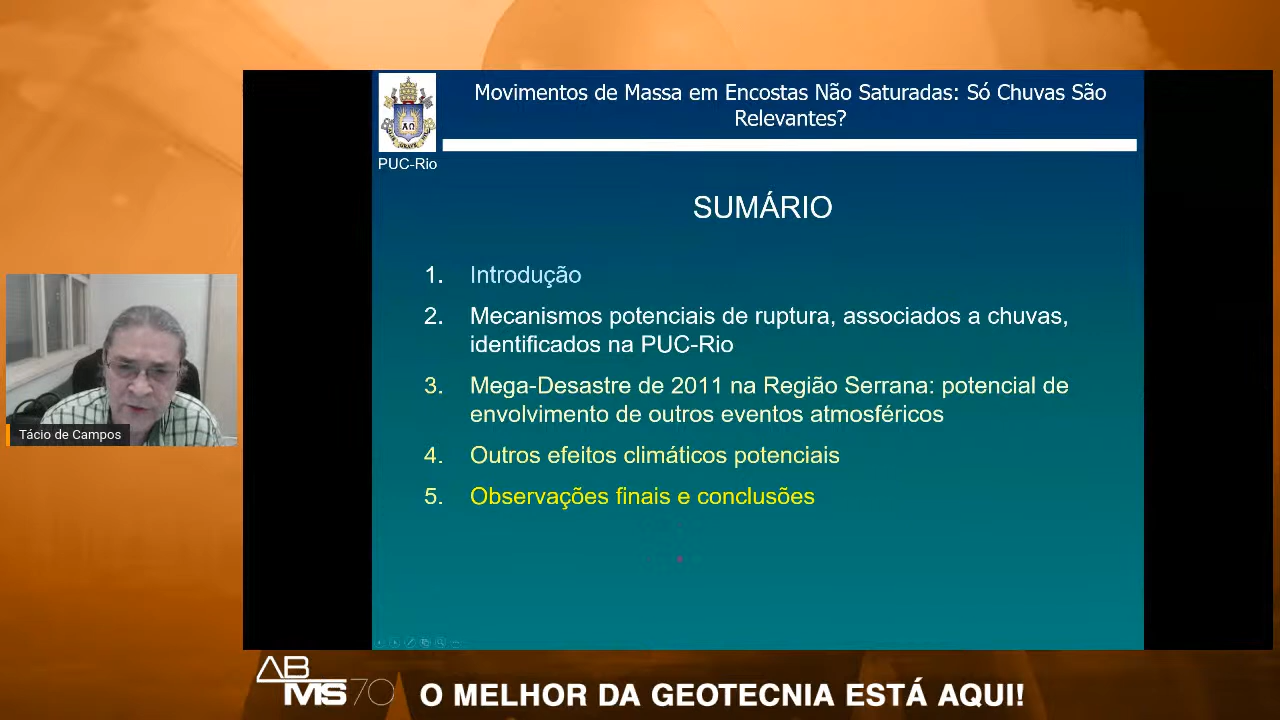 Movimentos de Massa em Encostas Não Saturadas: Só Chuvas São
Relevantes?
PUC-Rio
SUMÁRIO
1. Introdução
2. Mecanismos potenciais de ruptura, associados a chuvas,
identificados na PUC-Rio
3. Mega-Desastre de 2011 na Região Serrana: potencial de
envolvimento de outros eventos atmosféricos
4. Outros efeitos climáticos potenciais
5. Observações finais e conclusões
Tácio de Campos
ABMS70
O MELHOR DA GEOTECNIA ESTÁ AQUI!